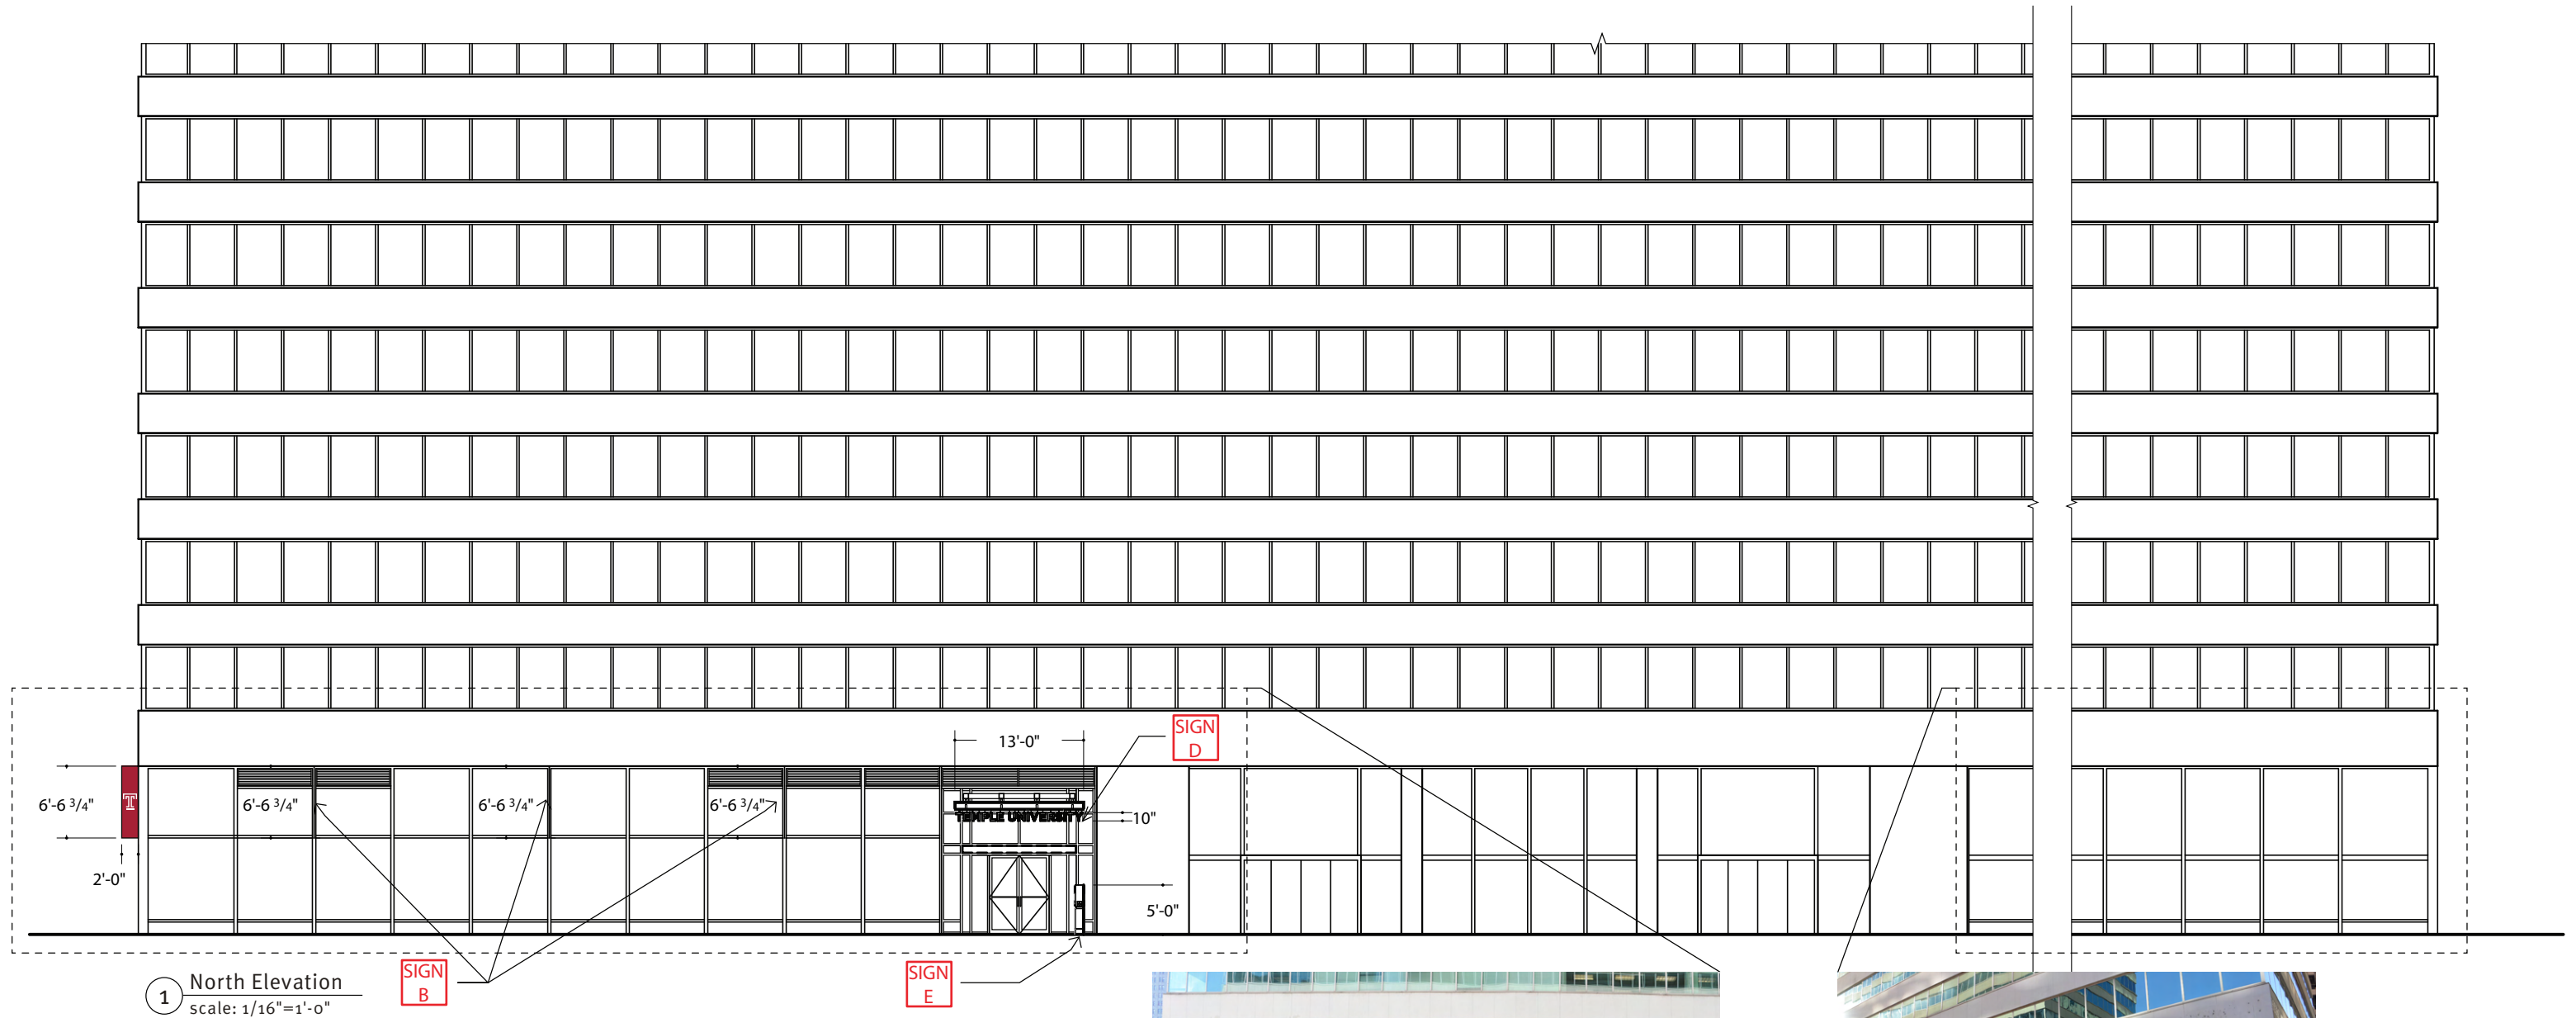 SIGN
D
13'-0"
6'-6 3/4"
T
6'-6 3/4"
6'-6 3/4"
6'-6 3/4"
TEMPLE UNIVERSITY
10"
2'-0"
5'-0"
SIGN
B
SIGN
E
1
North Elevation
scale: 1/16"=1'-0"